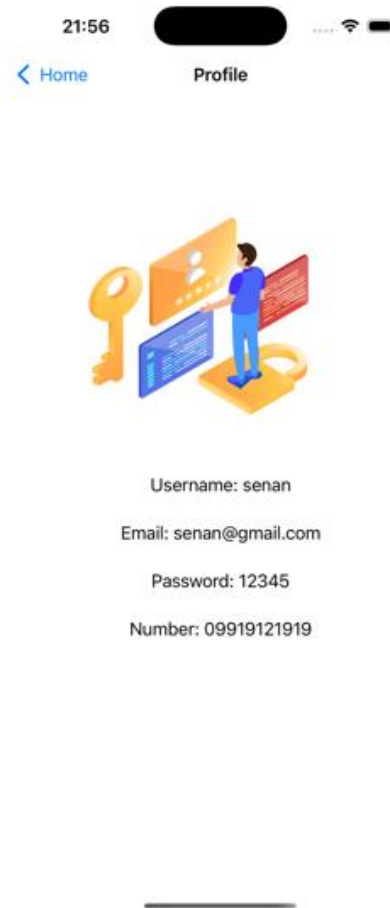 21:56
Home
Profile
Username: senan
Email: senan@gmail.com
Password: 12345
Number: 09919121919